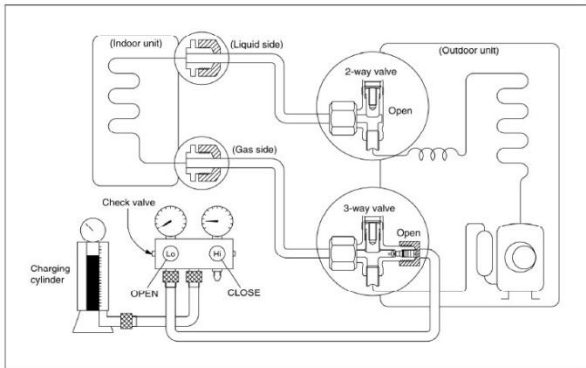 (Indoor unit)
(Liquid side)
(Outdoor unit)
2-way valve
Open
(Gas side)
3-way valve
Open
Check valve
Lo
Hi
Charging
cylinder
OPEN
CLOSE